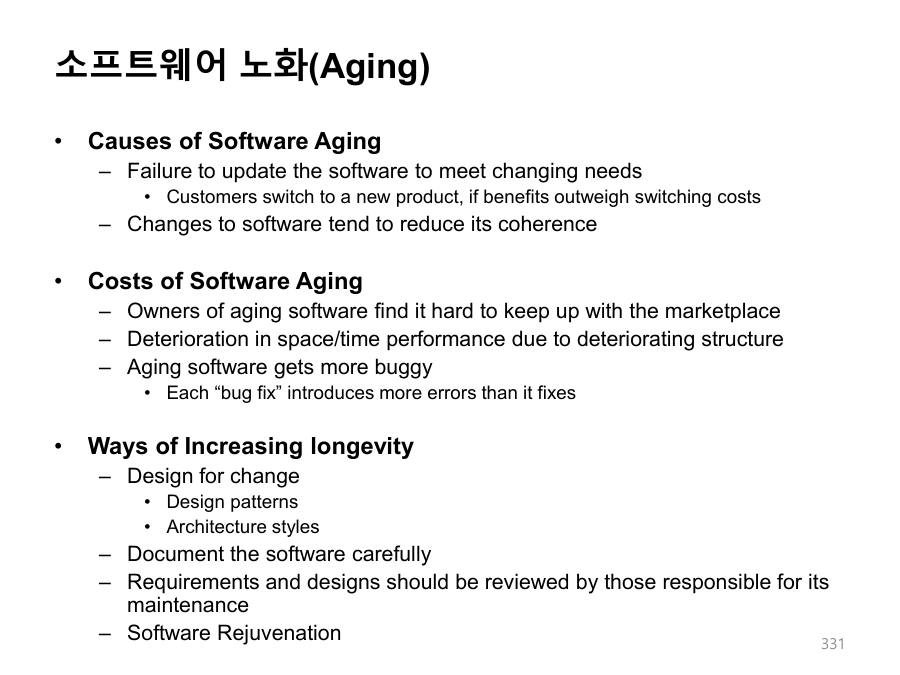 소프트웨어 노화(Aging)
• Causes of Software Aging
– Failure to update the software to meet changing needs
• Customers switch to a new product, if benefits outweigh switching costs
– Changes to software tend to reduce its coherence
• Costs of Software Aging
– Owners of aging software find it hard to keep up with the marketplace
– Deterioration in space/time performance due to deteriorating structure
– Aging software gets more buggy
• Each “bug fix” introduces more errors than it fixes
• Ways of Increasing longevity
– Design for change
• Design patterns
• Architecture styles
– Document the software carefully
– Requirements and designs should be reviewed by those responsible for its
maintenance
– Software Rejuvenation
331